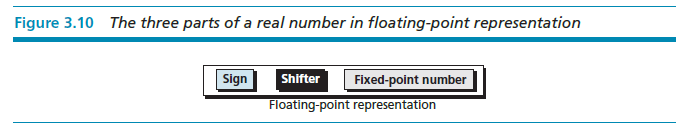 Figure 3.10 The three parts of a real number in floating-point representation
Sign Shifter Fixed-point number
Floating-point representation